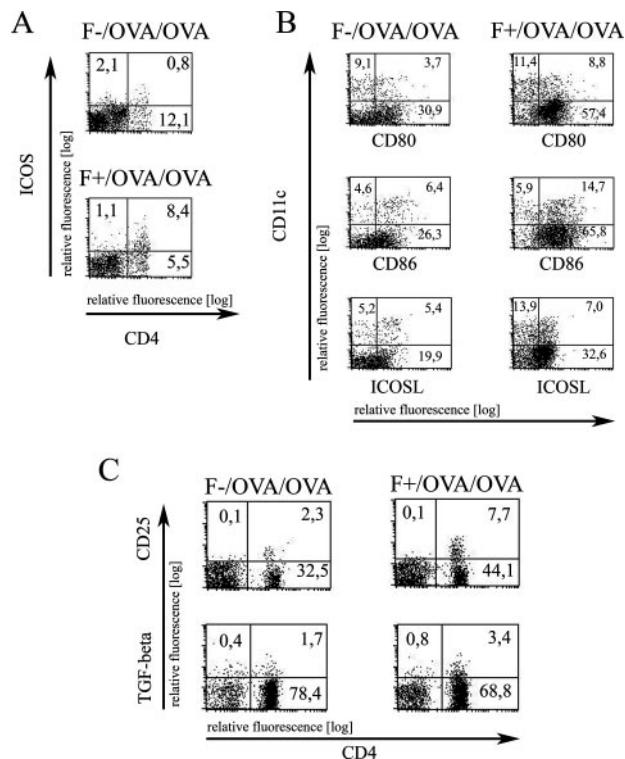 A
F-/OVA/OVA
2,1 0,8
12,1
F+/OVA/OVA
1,1 8,4
5,5
ICOS
relative fluorescence [log]
relative fluorescence [log]
CD4
B
F-/OVA/OVA F+/OVA/OVA
9,1 3,7 11,4 8,8
30,9 57,4
CD80 CD80
4,6 6,4 5,9 14,7
26,3 65,8
CD86 CD86
5,2 5,4 13,9 7,0
19,9 32,6
ICOSL ICOSL
CD11c
relative fluorescence [log]
relative fluorescence [log]
C
F-/OVA/OVA F+/OVA/OVA
0,1 2,3 0,1 7,7
32,5 44,1
0,4 1,7 0,8 3,4
78,4 68,8
CD25
TGF-beta
relative fluorescence [log]
relative fluorescence [log]
CD4